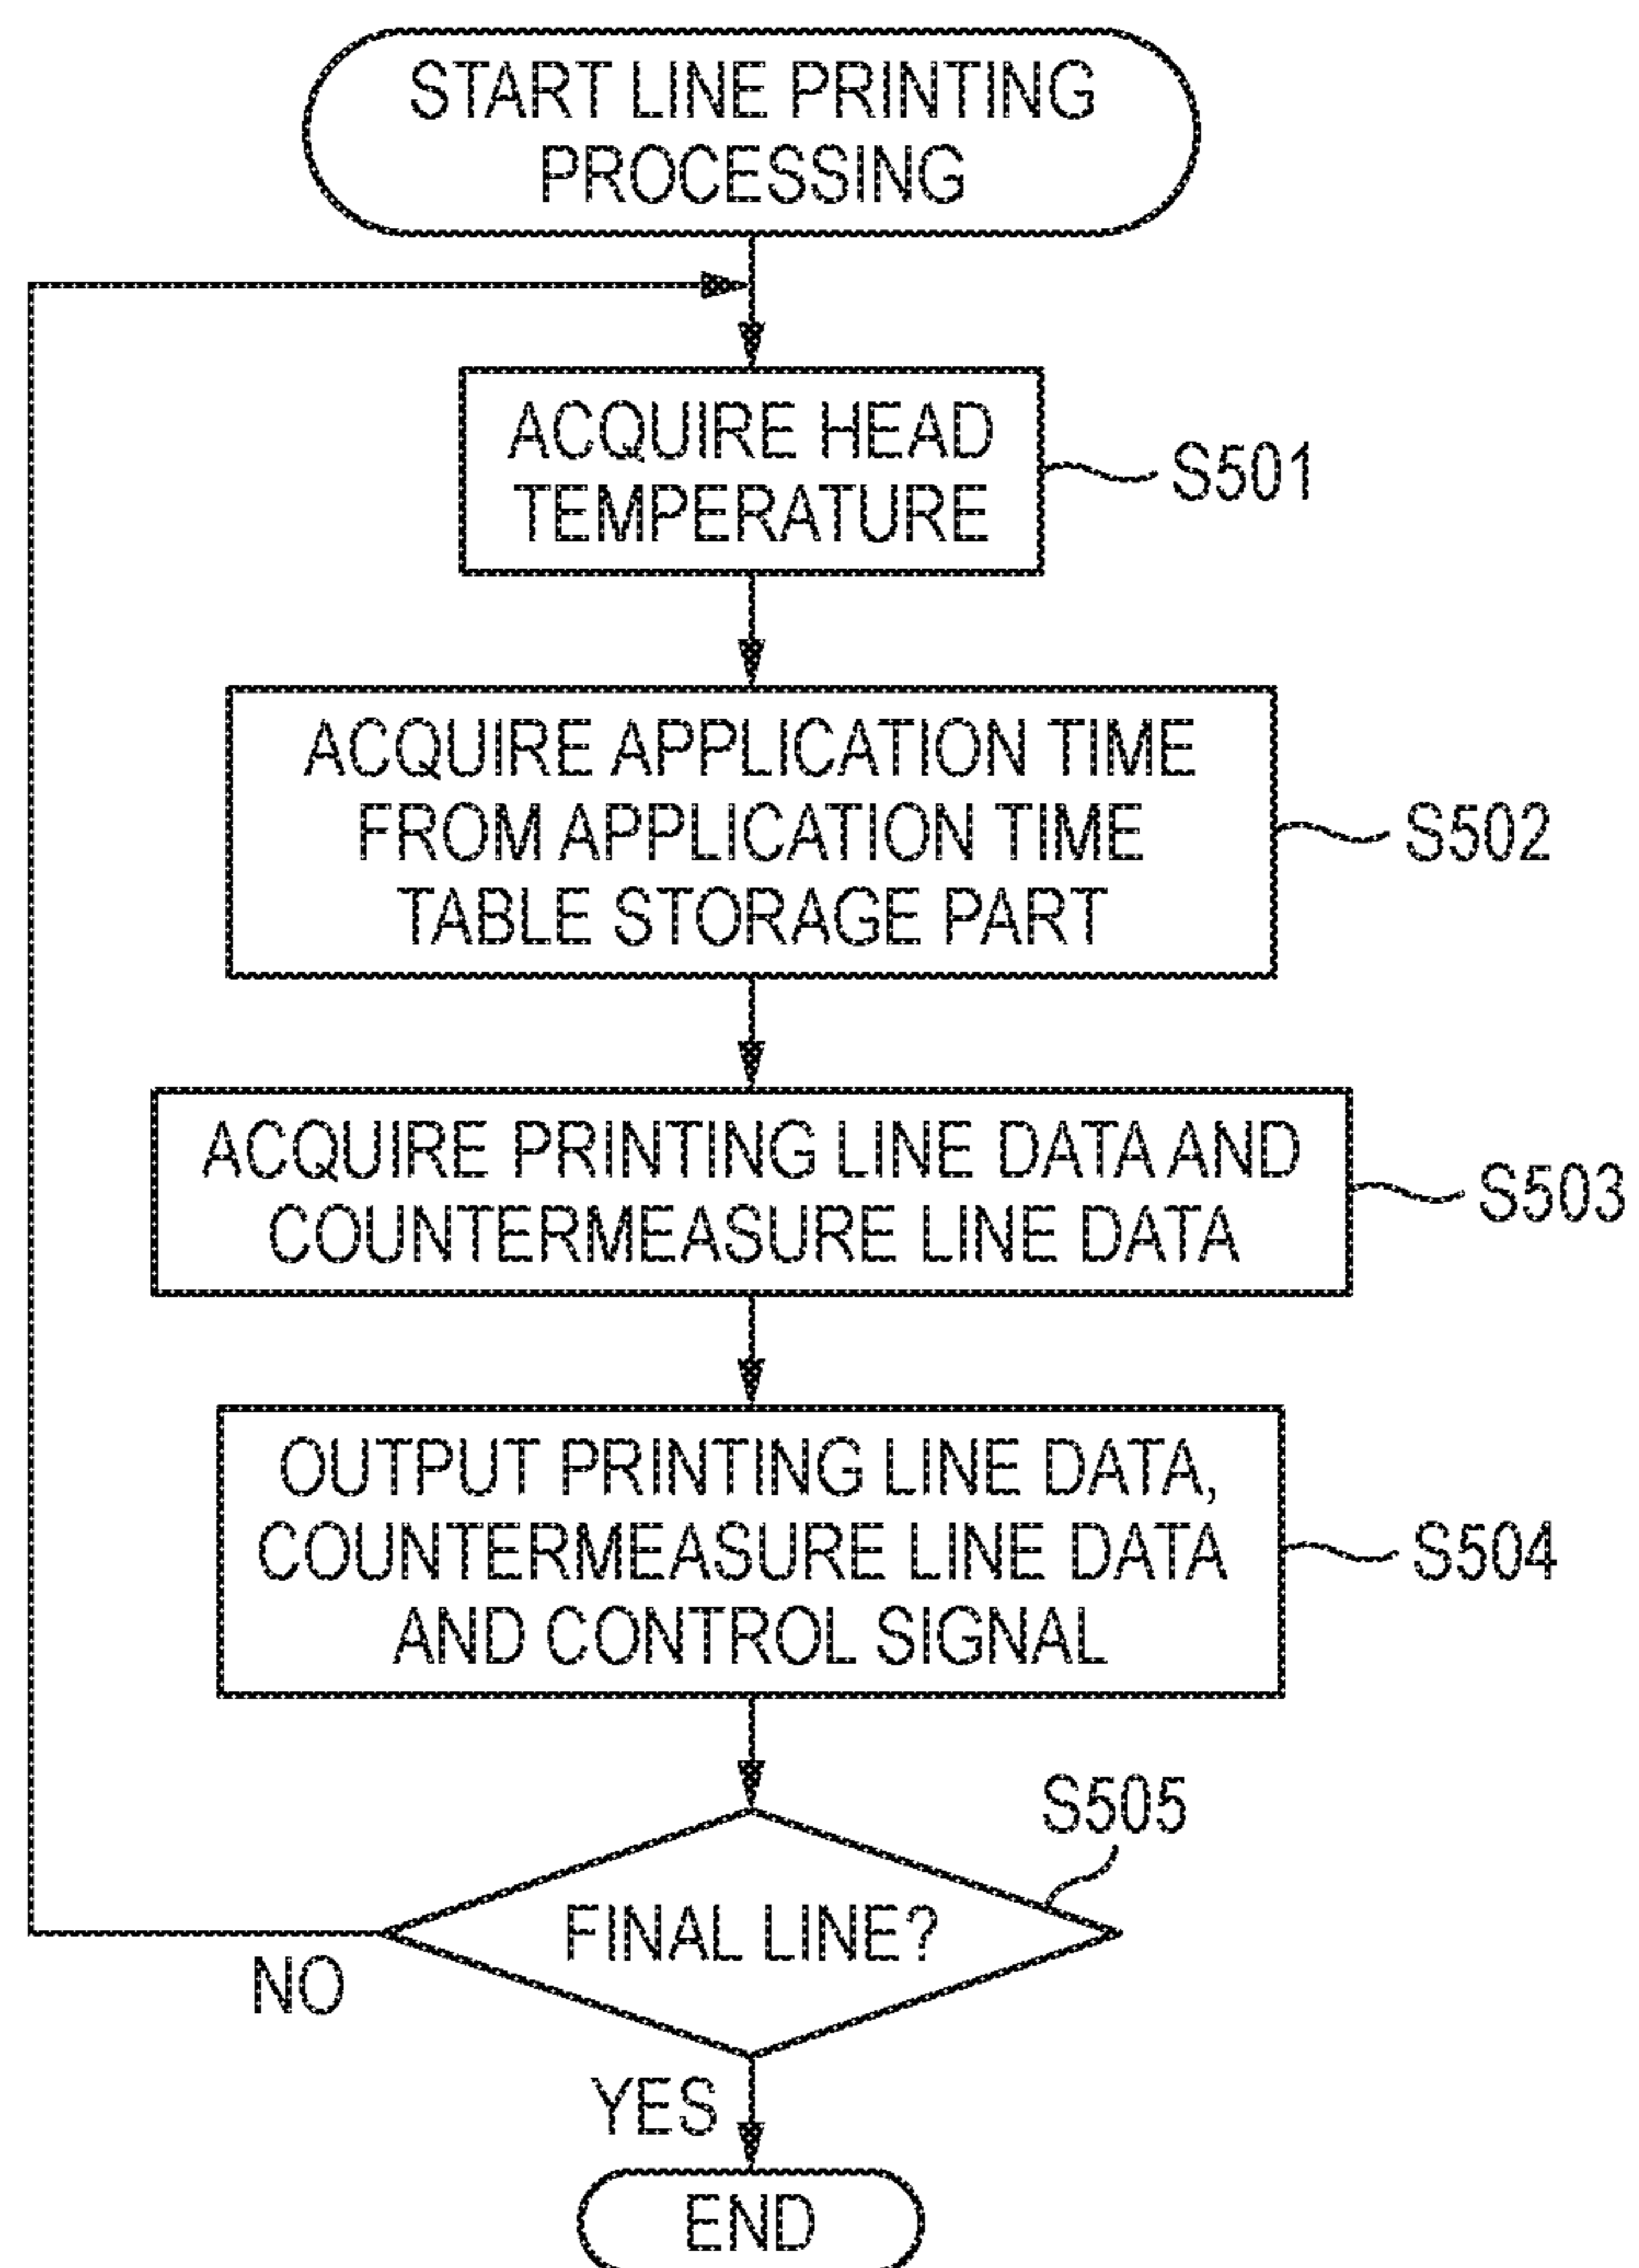 START LINE PRINTING
PROCESSING
ACQUIRE HEAD
TEMPERATURE
S501
ACQUIRE APPLICATION TIME
FROM APPLICATION TIME
TABLE STORAGE PART
S502
ACQUIRE PRINTING LINE DATA AND
COUNTERMEASURE LINE DATA
S503
OUTPUT PRINTING LINE DATA,
COUNTERMEASURE LINE DATA
AND CONTROL SIGNAL
S504
S505
FINAL LINE?
NO
YES
END